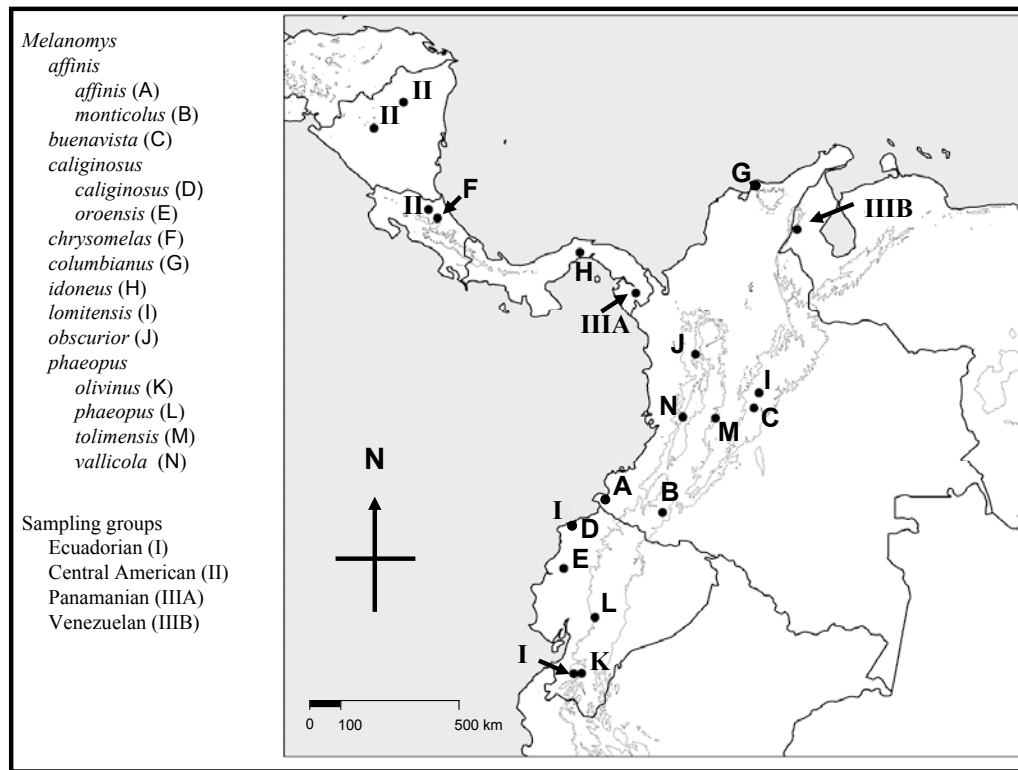 Melanomys
affinis
affinis (A)
monticolus (B)
buenavista (C)
caliginosus
caliginosus (D)
oroensis (E)
chrysomelas (F)
columbianus (G)
idoneus (H)
lomitensis (I)
obscurior (J)
phaeopus
olivinus (K)
phaeopus (L)
tolimensis (M)
vallicola (N)
Sampling groups
Ecuadorian (I)
Central American (II)
Panamanian (IIIA)
Venezuelan (IIIB)
II
II
II
F
G
IIIB
H
IIIA
J
I
C
N
M
N
A
B
I
D
E
L
I
K
0 100 500 km